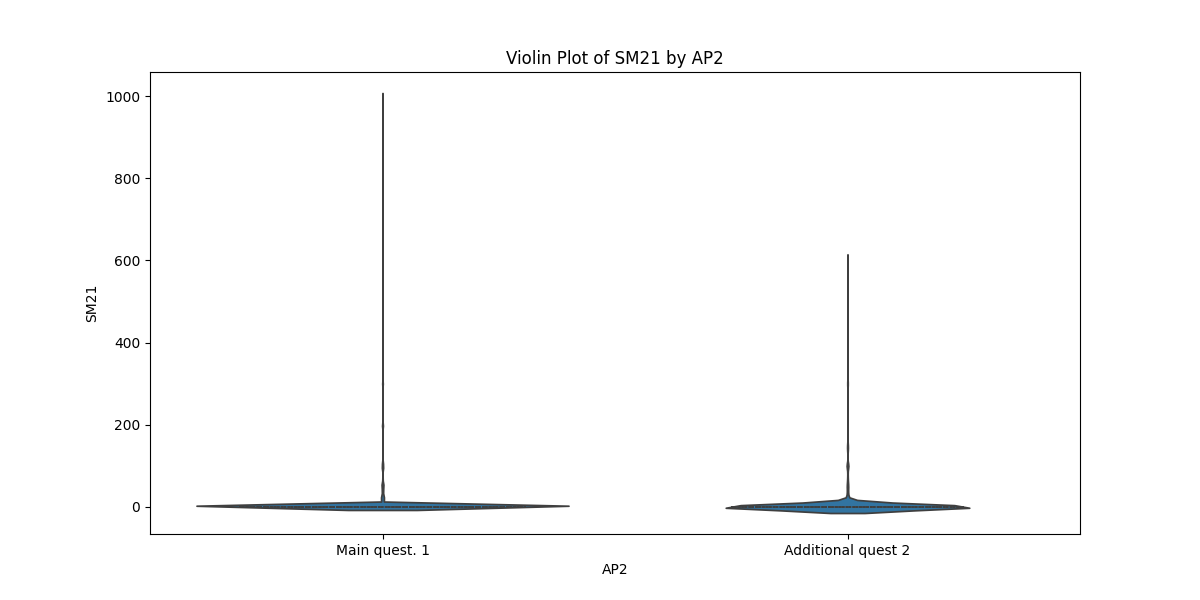 Violin Plot of SM21 by AP2
1000
800
600
400
200
0
SM21
Main quest. 1
Additional quest 2
AP2